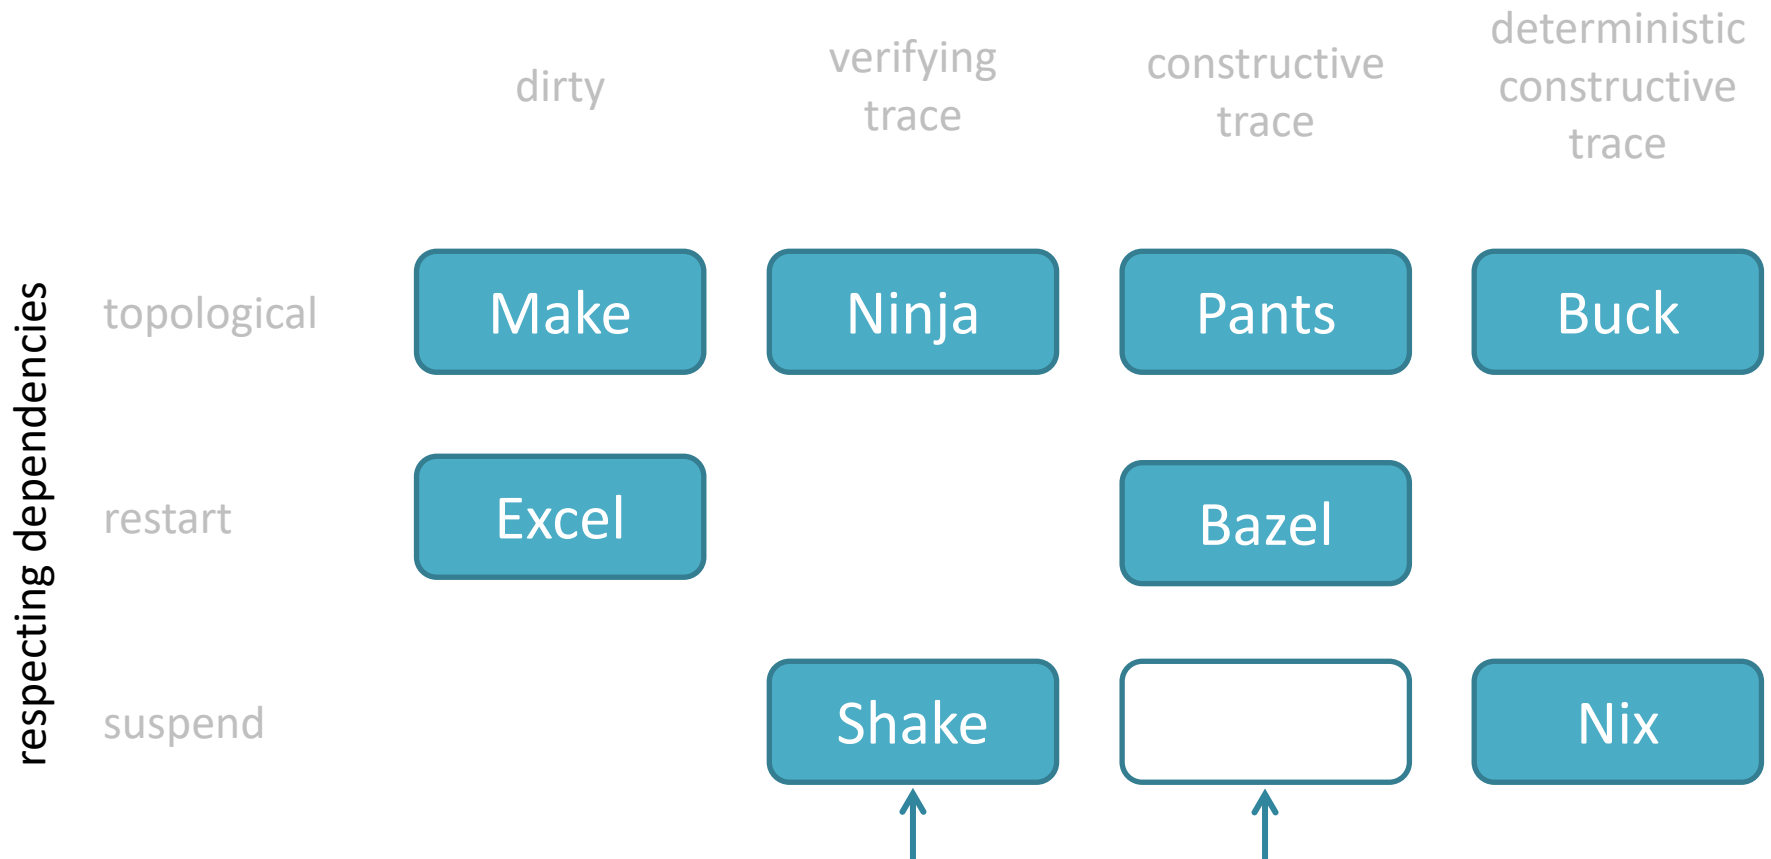 dirty
verifying
trace
constructive
trace
deterministic
constructive
trace
respecting dependencies
topological
Make
Ninja
Pants
Buck
restart
Excel
Bazel
suspend
Shake
Nix